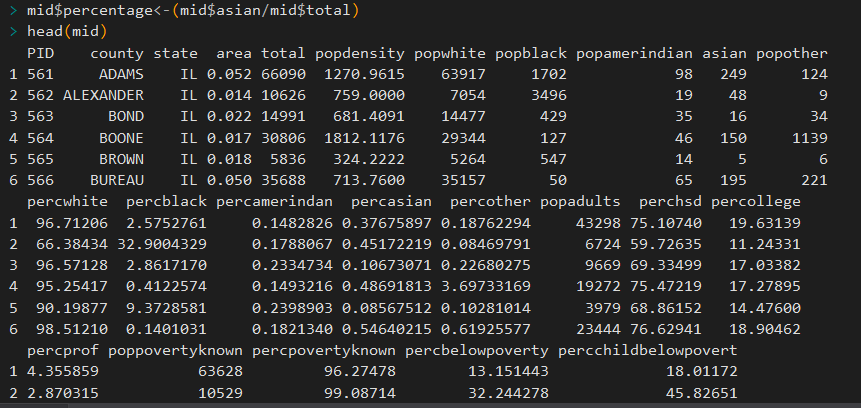 > mid$percentage<-(mid$asian/mid$total)
> head(mid)
  PID    county state  area total popdensity popwhite popblack popamerindian asian popother
1 561     ADAMS    IL 0.052 66090  1270.9615    63917     1702            98   249      124
2 562 ALEXANDER    IL 0.014 10626   759.0000     7054     3496            19    48        9
3 563      BOND    IL 0.022 14991   681.4091    14477      429            35    16       34
4 564     BOONE    IL 0.017 30806  1812.1176    29344      127            46   150     1139
5 565     BROWN    IL 0.018  5836   324.2222     5264      547            14     5        6
6 566    BUREAU    IL 0.050 35688   713.7600    35157       50            65   195      221
  percwhite  percblack percamerindan  percasian  percother popadults  perchsd percollege
1  96.71206  2.5752761     0.1482826 0.37675897 0.18762294     43298 75.10740   19.63139
2  66.38434 32.9004329     0.1788067 0.45172219 0.08469791      6724 59.72635   11.24331
3  96.57128  2.8617170     0.2334734 0.10673071 0.22680275      9669 69.33499   17.03382
4  95.25417  0.4122574     0.1493216 0.48691813 3.69733169     19272 75.47219   17.27895
5  90.19877  9.3728581     0.2398903 0.08567512 0.10281014      3979 68.86152   14.47600
6  98.51210  0.1401031     0.1821340 0.54640215 0.61925577     23444 76.62941   18.90462
  percprof poppovertyknown percpovertyknown percbelowpoverty percchildbelowpovert
1 4.355859           63628         96.27478        13.151443             18.01172
2 2.870315           10529         99.08714        32.244278             45.82651